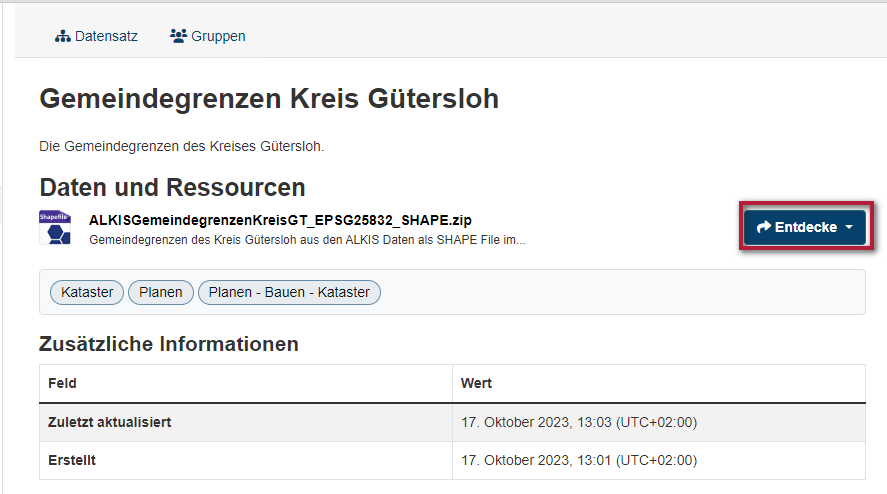 Datensatz Gruppen
Gemeindegrenzen Kreis Gütersloh
Die Gemeindegrenzen des Kreises Gütersloh.
Daten und Ressourcen
Shapefile
ALKISGemeindegrenzenKreisGT_EPSG25832_SHAPE.zip
Gemeindegrenzen des Kreis Gütersloh aus den ALKIS Daten als SHAPE File im...
Entdecke
Kataster Planen Planen - Bauen - Kataster
Zusätzliche Informationen
Feld Wert
Zuletzt aktualisiert 17. Oktober 2023, 13:03 (UTC+02:00)
Erstellt 17. Oktober 2023, 13:01 (UTC+02:00)